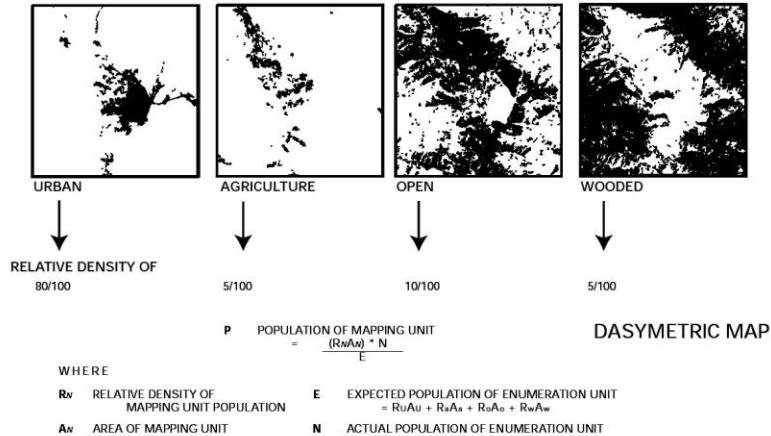 URBAN AGRICULTURE OPEN WOODED
RELATIVE DENSITY OF
80/100 5/100 10/100 5/100
P POPULATION OF MAPPING UNIT
= (RNAN) * N
E
DASYMETRIC MAP
WHERE
RN RELATIVE DENSITY OF
MAPPING UNIT POPULATION
E EXPECTED POPULATION OF ENUMERATION UNIT
= RUAU + RaAa + RoAo + RwAw
AN AREA OF MAPPING UNIT
N ACTUAL POPULATION OF ENUMERATION UNIT